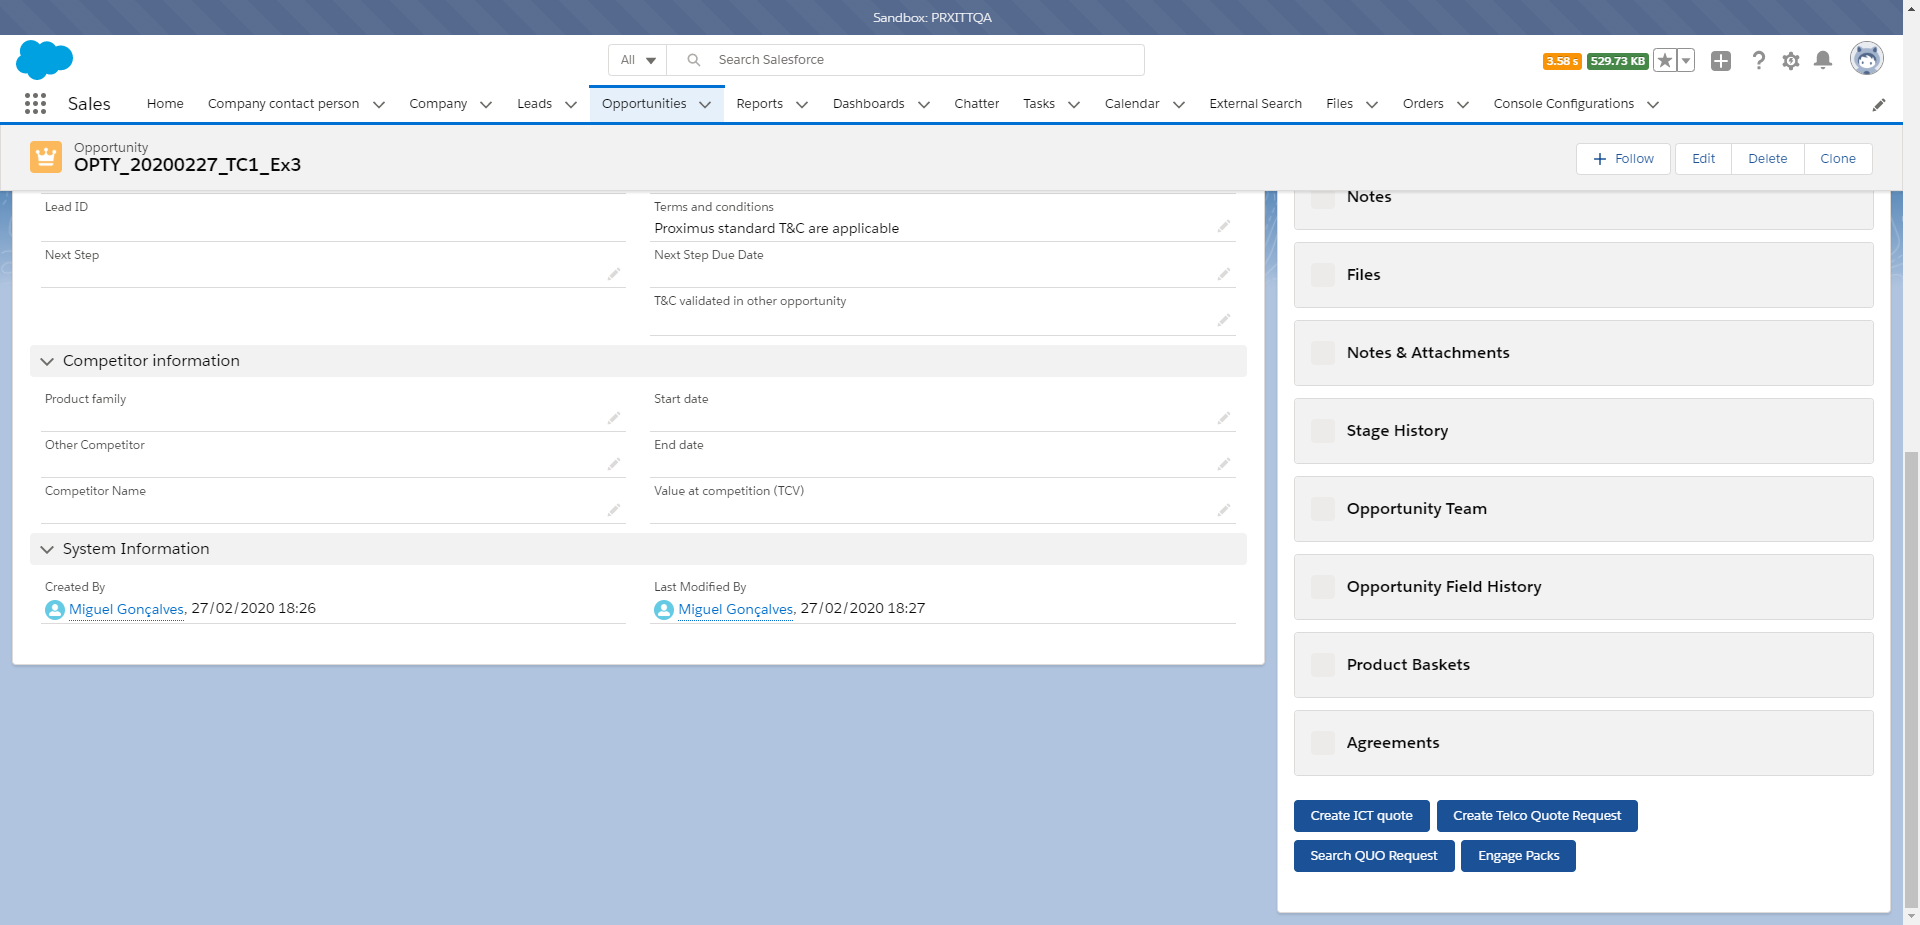 Sandbox: PRXITTQA
All
Search Salesforce
3.58 s
529.73 KB
Sales
Home
Company contact person
Company
Leads
Opportunities
Reports
Dashboards
Chatter
Tasks
Calendar
External Search
Files
Orders
Console Configurations
Opportunity
OPTY_20200227_TC1_Ex3
Follow
Edit
Delete
Clone
Lead ID
Terms and conditions
Proximus standard T&C are applicable
Next Step
Next Step Due Date
T&C validated in other opportunity
Competitor information
Product family
Start date
Other Competitor
End date
Competitor Name
Value at competition (TCV)
System Information
Created By
Miguel Gonçalves, 27/02/2020 18:26
Last Modified By
Miguel Gonçalves, 27/02/2020 18:27
Notes
Files
Notes & Attachments
Stage History
Opportunity Team
Opportunity Field History
Product Baskets
Agreements
Create ICT quote
Create Telco Quote Request
Search QUO Request
Engage Packs